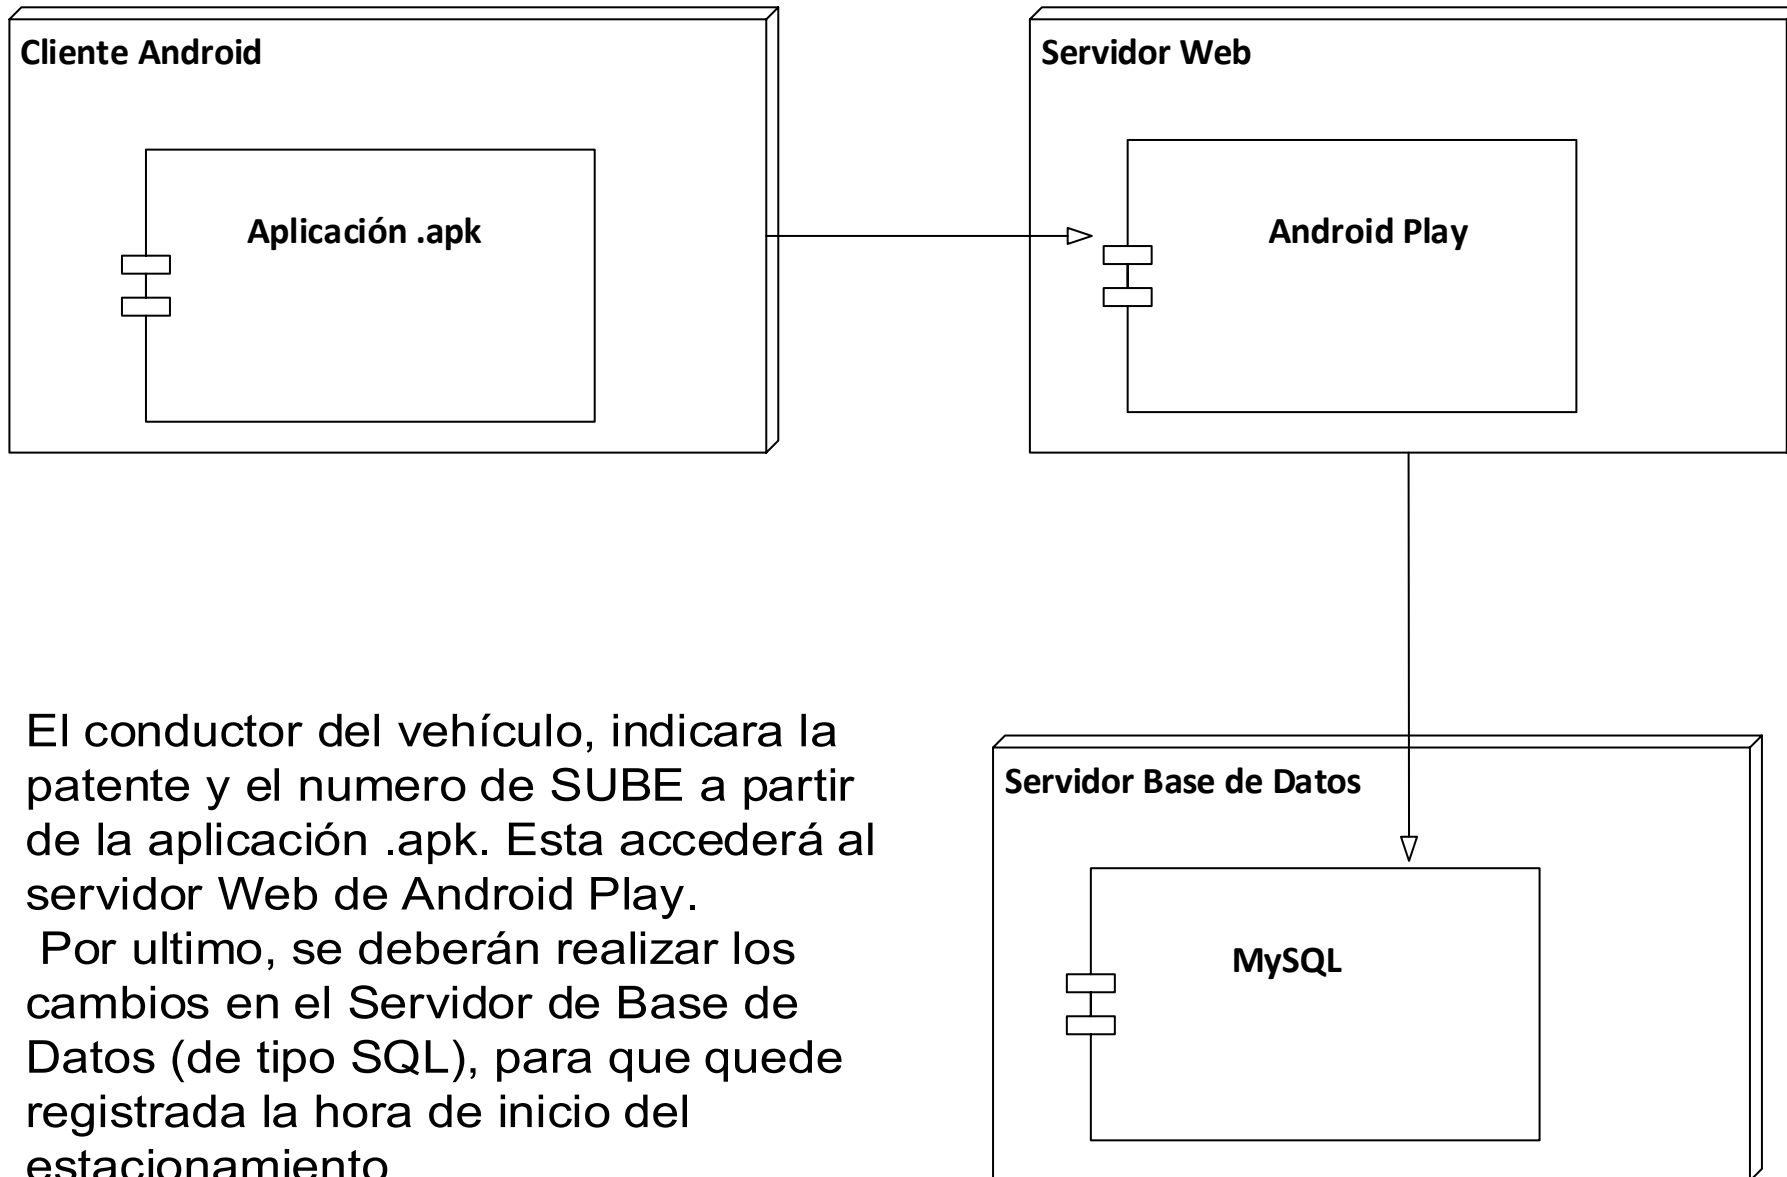 Cliente Android
Servidor Web
Aplicación .apk
Android Play
El conductor del vehículo, indicara la
patente y el numero de SUBE a partir
de la aplicación .apk. Esta accederá al
servidor Web de Android Play.
Por ultimo, se deberán realizar los
cambios en el Servidor de Base de
Datos (de tipo SQL), para que quede
registrada la hora de inicio del
estacionamiento
Servidor Base de Datos
MySQL